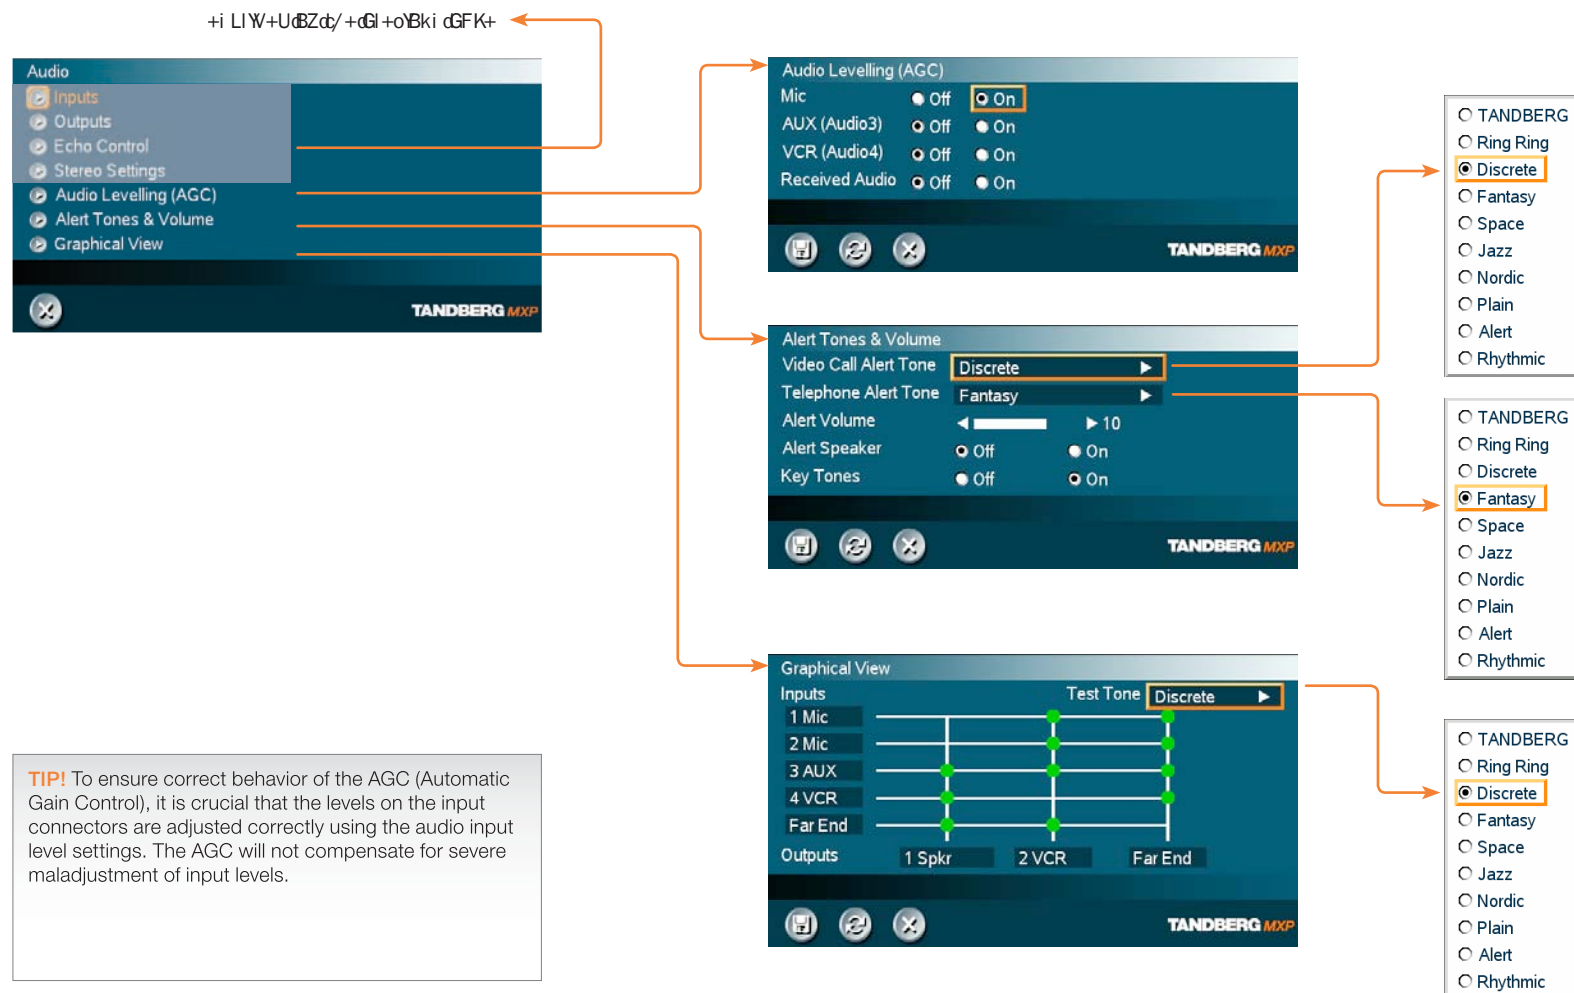 +i LIYV+UdBZdc/+dGI+oYBki dGFK+
Audio
Inputs
Outputs
Echo Control
Stereo Settings
Audio Levelling (AGC)
Alert Tones & Volume
Graphical View
TANDBERG MXP
Audio Levelling (AGC)
Mic Off On
AUX (Audio3) Off On
VCR (Audio4) Off On
Received Audio Off On
TANDBERG MXP
Alert Tones & Volume
Video Call Alert Tone Discrete
Telephone Alert Tone Fantasy
Alert Volume 10
Alert Speaker Off On
Key Tones Off On
TANDBERG MXP
Graphical View
Inputs Test Tone Discrete
1 Mic
2 Mic
3 AUX
4 VCR
Far End
Outputs 1 Spkr 2 VCR Far End
TANDBERG MXP
TANDBERG
Ring Ring
Discrete
Fantasy
Space
Jazz
Nordic
Plain
Alert
Rhythmic
TANDBERG
Ring Ring
Discrete
Fantasy
Space
Jazz
Nordic
Plain
Alert
Rhythmic
TANDBERG
Ring Ring
Discrete
Fantasy
Space
Jazz
Nordic
Plain
Alert
Rhythmic
TIP! To ensure correct behavior of the AGC (Automatic
Gain Control), it is crucial that the levels on the input
connectors are adjusted correctly using the audio input
level settings. The AGC will not compensate for severe
maladjustment of input levels.